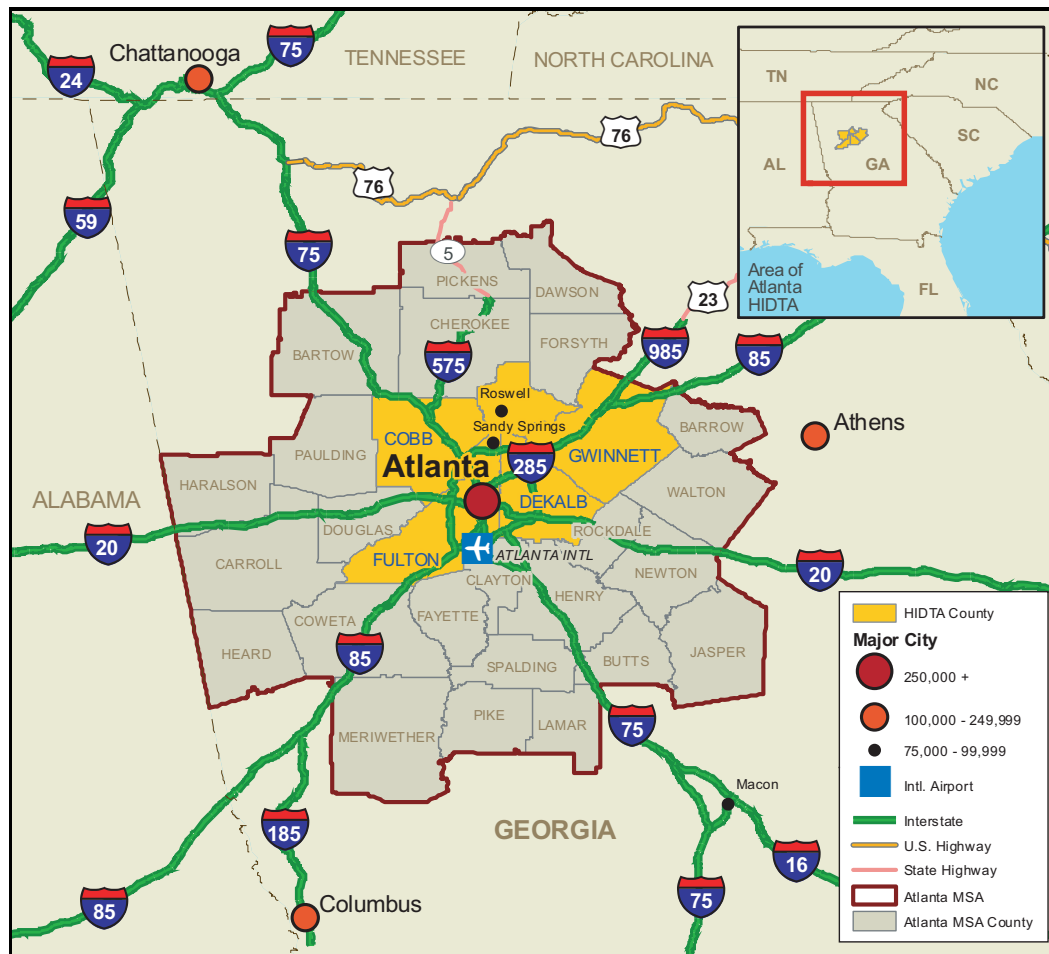 Chattanooga
75
TENNESSEE
NORTH CAROLINA
24
TN
NC
SC
AL
GA
FL
Area of
Atlanta
HIDTA
76
76
59
75
5
PICKENS
DAWSON
23
CHEROKEE
FORSYTH
985
85
BARTOW
575
Roswell
Sandy Springs
COBB
Athens
BARROW
GWINNETT
PAULDING
Atlanta
285
HARALSON
WALTON
ALABAMA
DEKALB
DOUGLAS
ROCKDALE
20
FULTON
ATLANTA INTL
CARROLL
CLAYTON
NEWTON
20
HENRY
COWETA
FAYETTE
HEARD
85
SPALDING
BUTTS
JASPER
PIKE
LAMAR
75
MERIWETHER
Macon
GEORGIA
185
16
85
Columbus
75
HIDTA County
Major City
250,000 +
100,000 - 249,999
75,000 - 99,999
Intl. Airport
Interstate
U.S. Highway
State Highway
Atlanta MSA
Atlanta MSA County